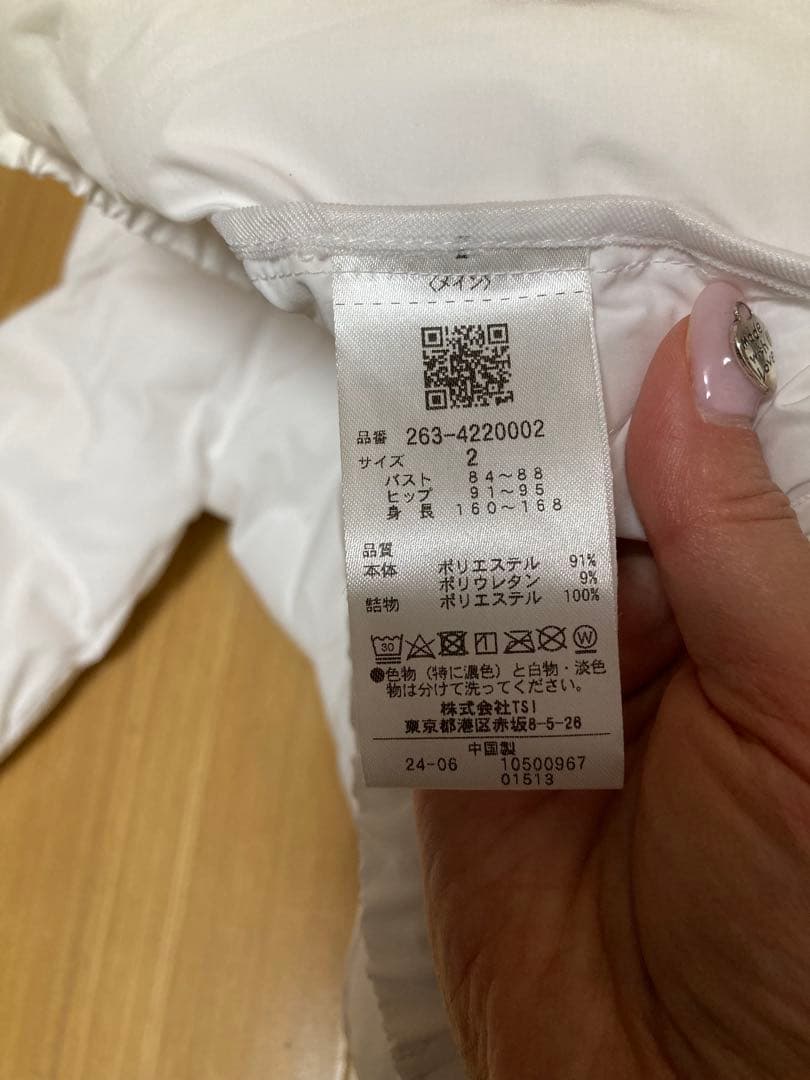 〈メイン〉
品番 263-4220002
サイズ 2
バスト 84～88
ヒップ 91～95
身長 160～168
品質
本体 ポリエステル 91%
ポリウレタン 9%
詰物 ポリエステル 100%
30 W
●色物（特に濃色）と白物・淡色
物は分けて洗ってください。
株式会社TSI
東京都港区赤坂8-5-28
中国製
24-06 10500967
01513
Made
With
Love